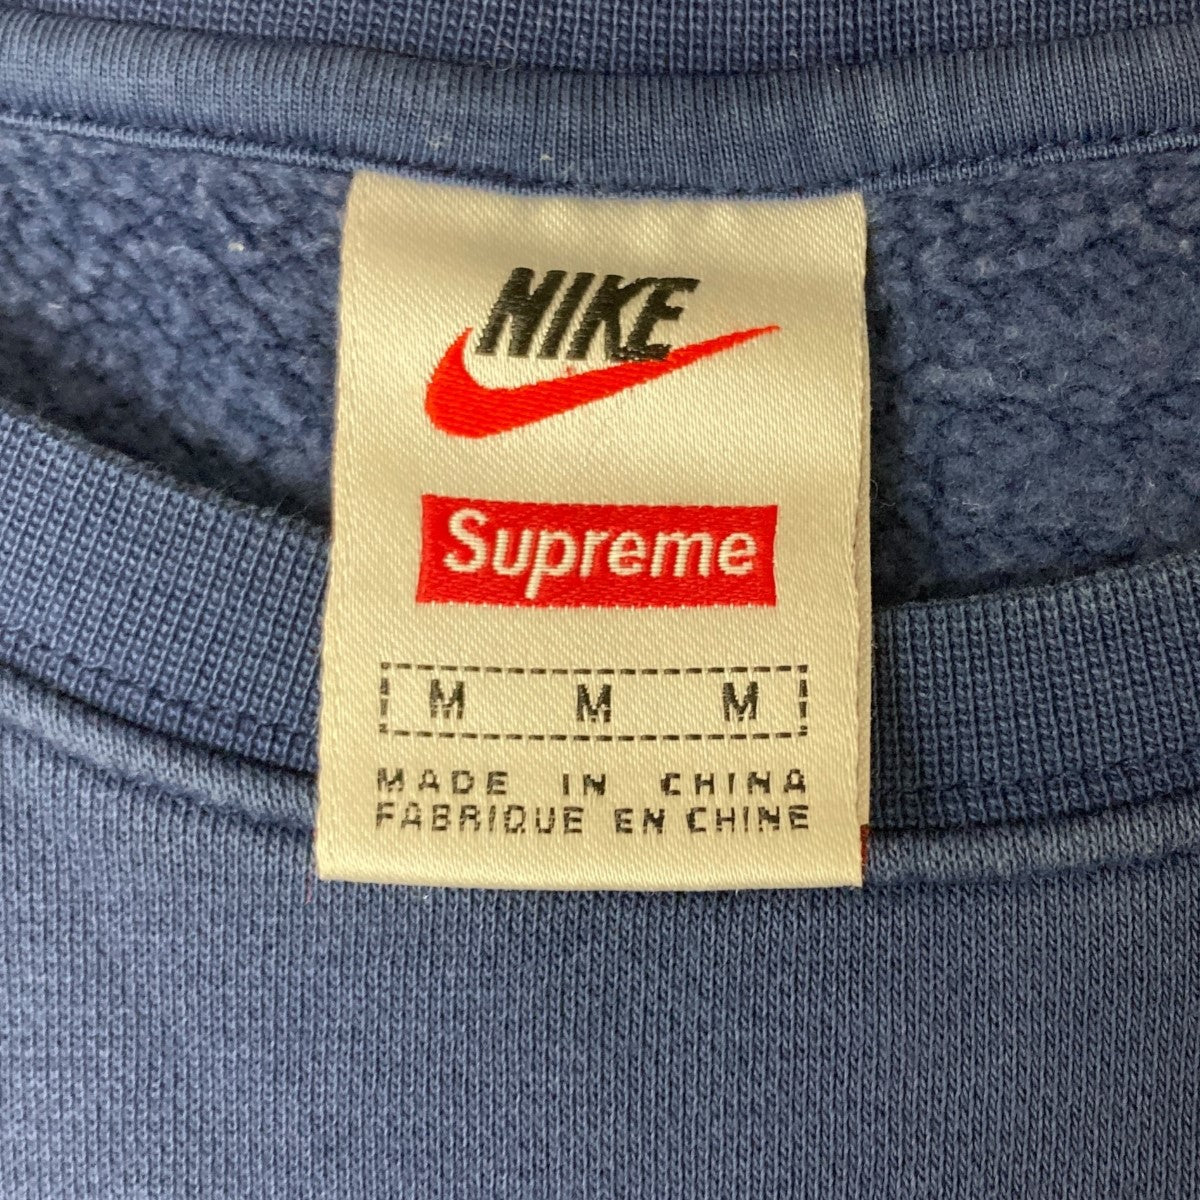 NIKE
Supreme
M M M
MADE IN CHINA
FABRIQUE EN CHINE